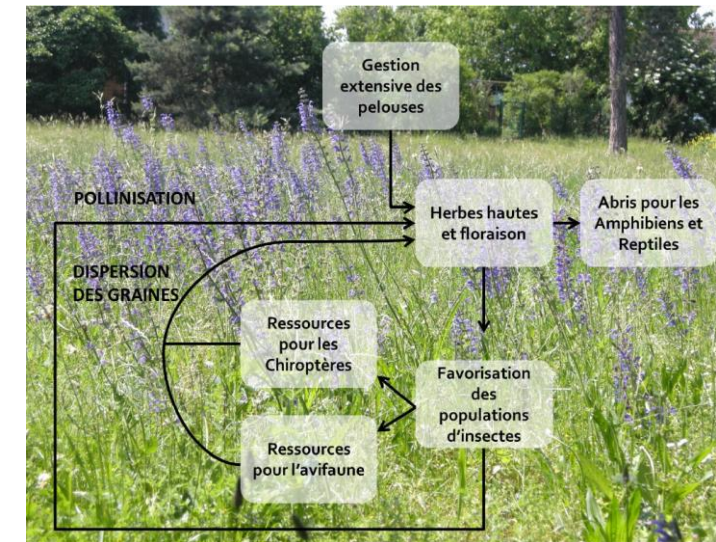 Gestion
extensive des
pelouses
POLLINISATION
Herbes hautes
et floraison
Abris pour les
Amphibiens et
Reptiles
DISPERSION
DES GRAINES
Ressources
pour les
Chiroptères
Favorisation
des
populations
d'insectes
Ressources
pour l'avifaune